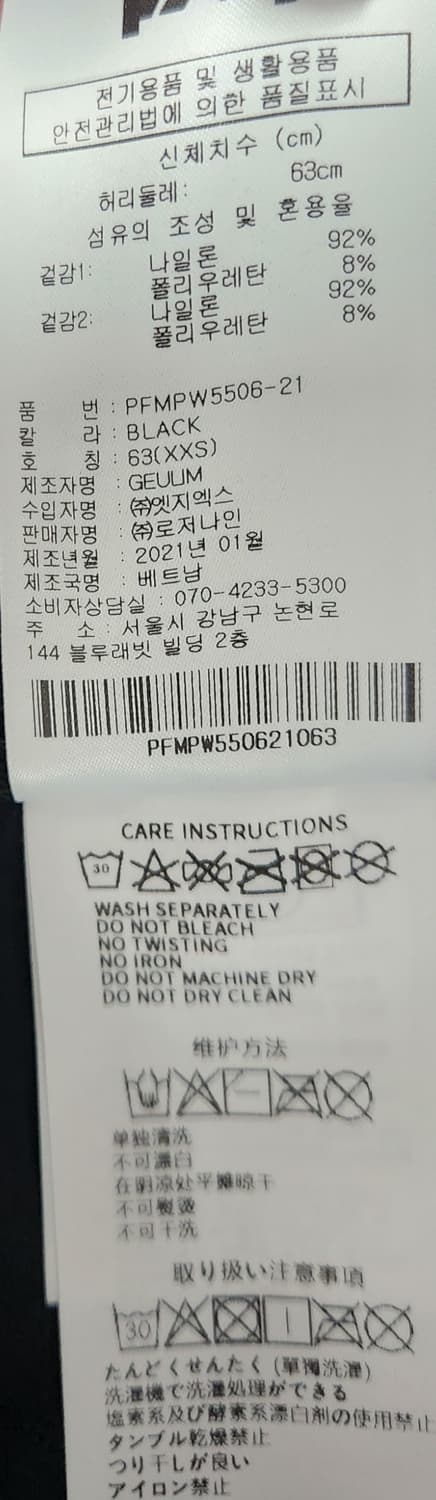 전기용품 및 생활용품
안전관리법에 의한 품질표시
신체치수 (cm)
허리둘레: 63cm
섬유의 조성 및 혼용율
겉감1: 나일론 92%
폴리우레탄 8%
겉감2: 나일론 92%
폴리우레탄 8%
품 번 : PFMPW5506-21
칼 라 : BLACK
호 칭 : 63(XXS)
제조자명 : GEULIM
수입자명 : ㈜엣지엑스
판매자명 : ㈜로저나인
제조년월 : 2021년 01월
제조국명 : 베트남
소비자상담실 : 070-4233-5300
주 소 : 서울시 강남구 논현로
144 블루래빗 빌딩 2층
PFMPW550621063
CARE INSTRUCTIONS
30
WASH SEPARATELY
DO NOT BLEACH
NO TWISTING
NO IRON
DO NOT MACHINE DRY
DO NOT DRY CLEAN
维护方法
单独清洗
不可漂白
在阴凉处平摊晾干
不可熨烫
不可干洗
取り扱い注意事項
30
たんどくせんたく (單獨洗濯)
洗濯機で洗濯処理ができる
塩素系及び酵素系漂白剤の使用禁止
タンブル乾燥禁止
つり干しが良い
アイロン禁止